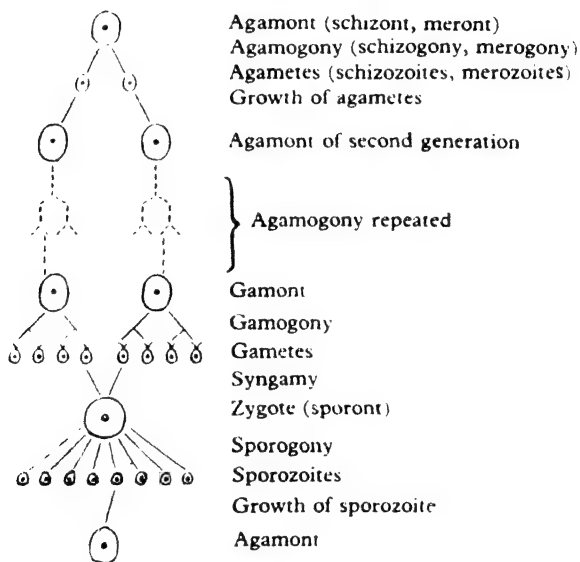 Agamont (schizont, meront)
Agamogony (schizogony, merogony)
Agametes (schizozoites, merozoites)
Growth of agametes
Agamont of second generation
Agamogony repeated
Gamont
Gamogony
Gametes
Syngamy
Zygote (sporont)
Sporogony
Sporozoites
Growth of sporozoite
Agamont